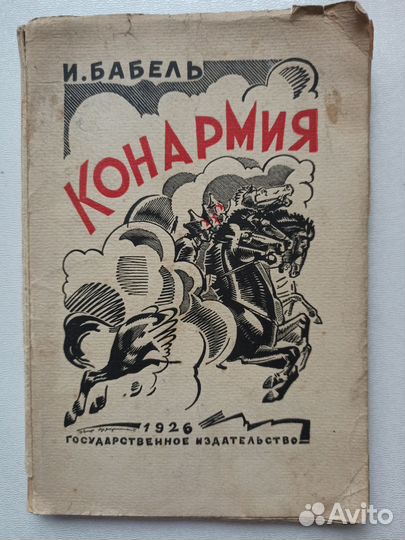 И. БАБЕЛЬ
КОНАРМИЯ
1926
ГОСУДАРСТВЕННОЕ ИЗДАТЕЛЬСТВО
Avito